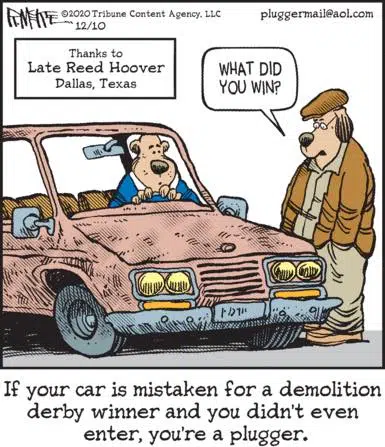 ©2020 Tribune Content Agency, LLC
pluggermail@aol.com
12/10
Thanks to
Late Reed Hoover
Dallas, Texas
WHAT DID
YOU WIN?
If your car is mistaken for a demolition
derby winner and you didn't even
enter, you're a plugger.